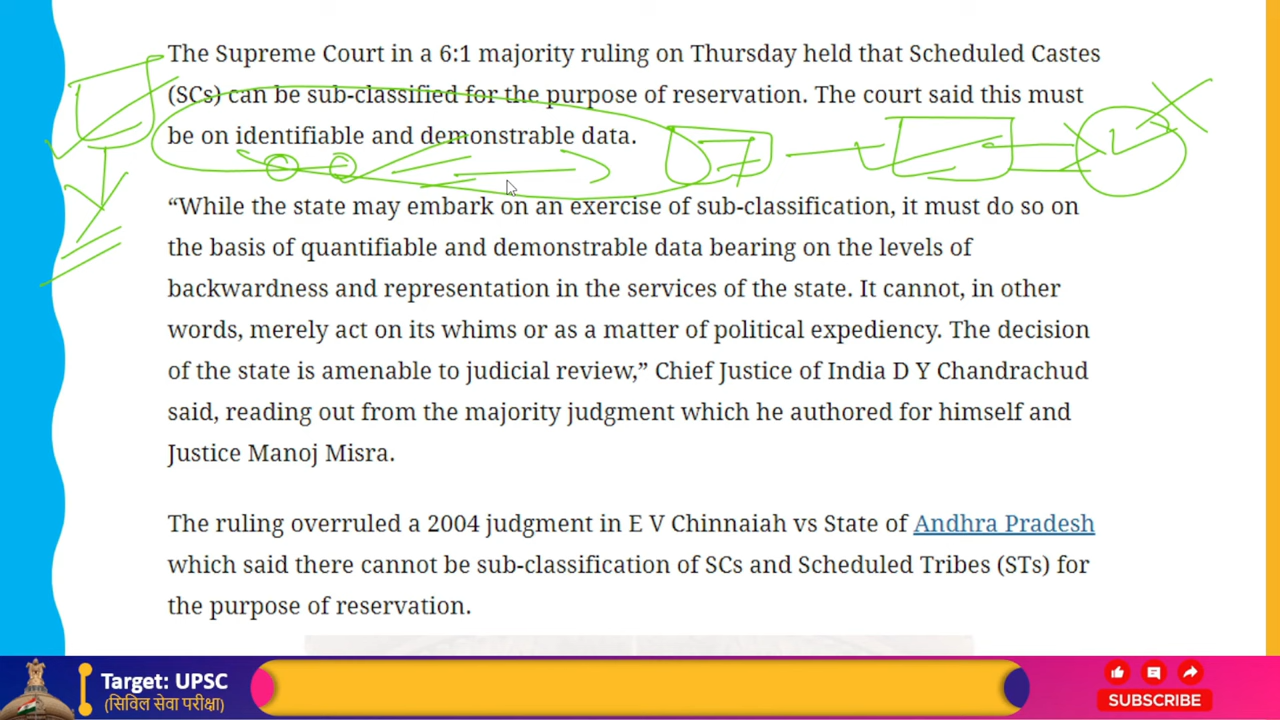 The Supreme Court in a 6:1 majority ruling on Thursday held that Scheduled Castes
(SCs) can be sub-classified for the purpose of reservation. The court said this must
be on identifiable and demonstrable data.
“While the state may embark on an exercise of sub-classification, it must do so on
the basis of quantifiable and demonstrable data bearing on the levels of
backwardness and representation in the services of the state. It cannot, in other
words, merely act on its whims or as a matter of political expediency. The decision
of the state is amenable to judicial review,” Chief Justice of India D Y Chandrachud
said, reading out from the majority judgment which he authored for himself and
Justice Manoj Misra.
The ruling overruled a 2004 judgment in E V Chinnaiah vs State of Andhra Pradesh
which said there cannot be sub-classification of SCs and Scheduled Tribes (STs) for
the purpose of reservation.
Target: UPSC
(सिविल सेवा परीक्षा)
SUBSCRIBE